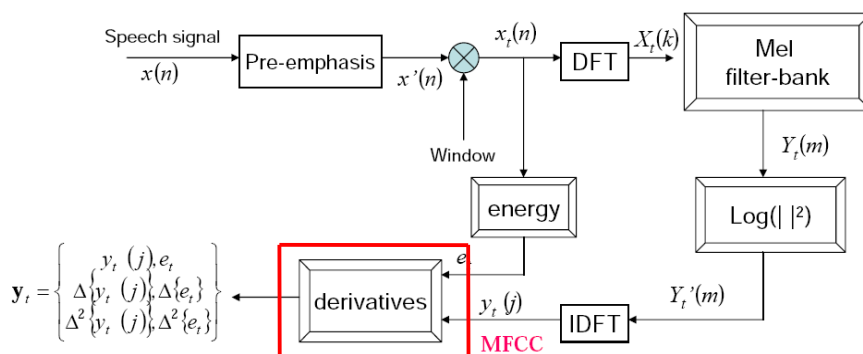 Speech signal
x(n)
Pre-emphasis
x'(n)
x_t(n)
DFT
X_t(k)
Mel
filter-bank
Window
Y_t(m)
energy
Log(| |²)
e_t
y_t = { y_t (j), e_t
Δ{y_t (j)}, Δ{e_t}
Δ²{y_t (j)}, Δ²{e_t} }
derivatives
y_t(j)
MFCC
IDFT
Y_t'(m)